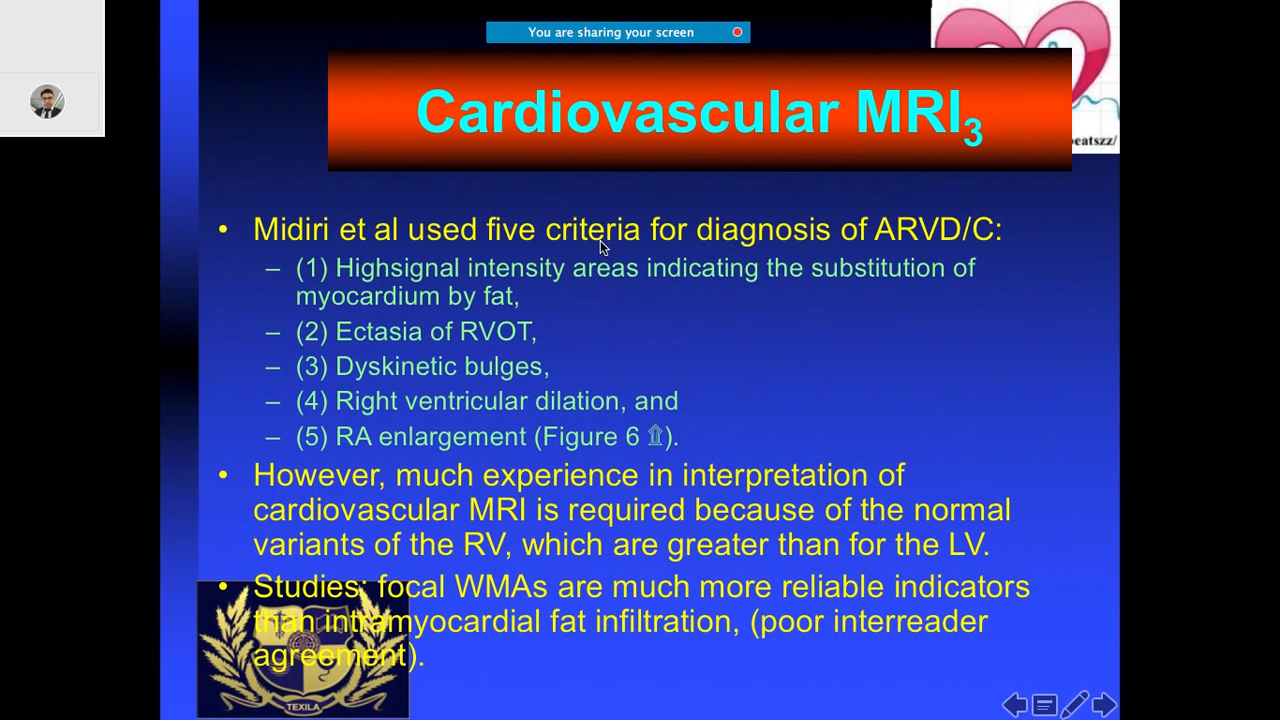 You are sharing your screen
Cardiovascular MRI3
beatszz/
• Midiri et al used five criteria for diagnosis of ARVD/C:
– (1) Highsignal intensity areas indicating the substitution of
myocardium by fat,
– (2) Ectasia of RVOT,
– (3) Dyskinetic bulges,
– (4) Right ventricular dilation, and
– (5) RA enlargement (Figure 6 ⇑).
• However, much experience in interpretation of
cardiovascular MRI is required because of the normal
variants of the RV, which are greater than for the LV.
• Studies: focal WMAs are much more reliable indicators
than intramyocardial fat infiltration, (poor interreader
agreement).
TEXILA